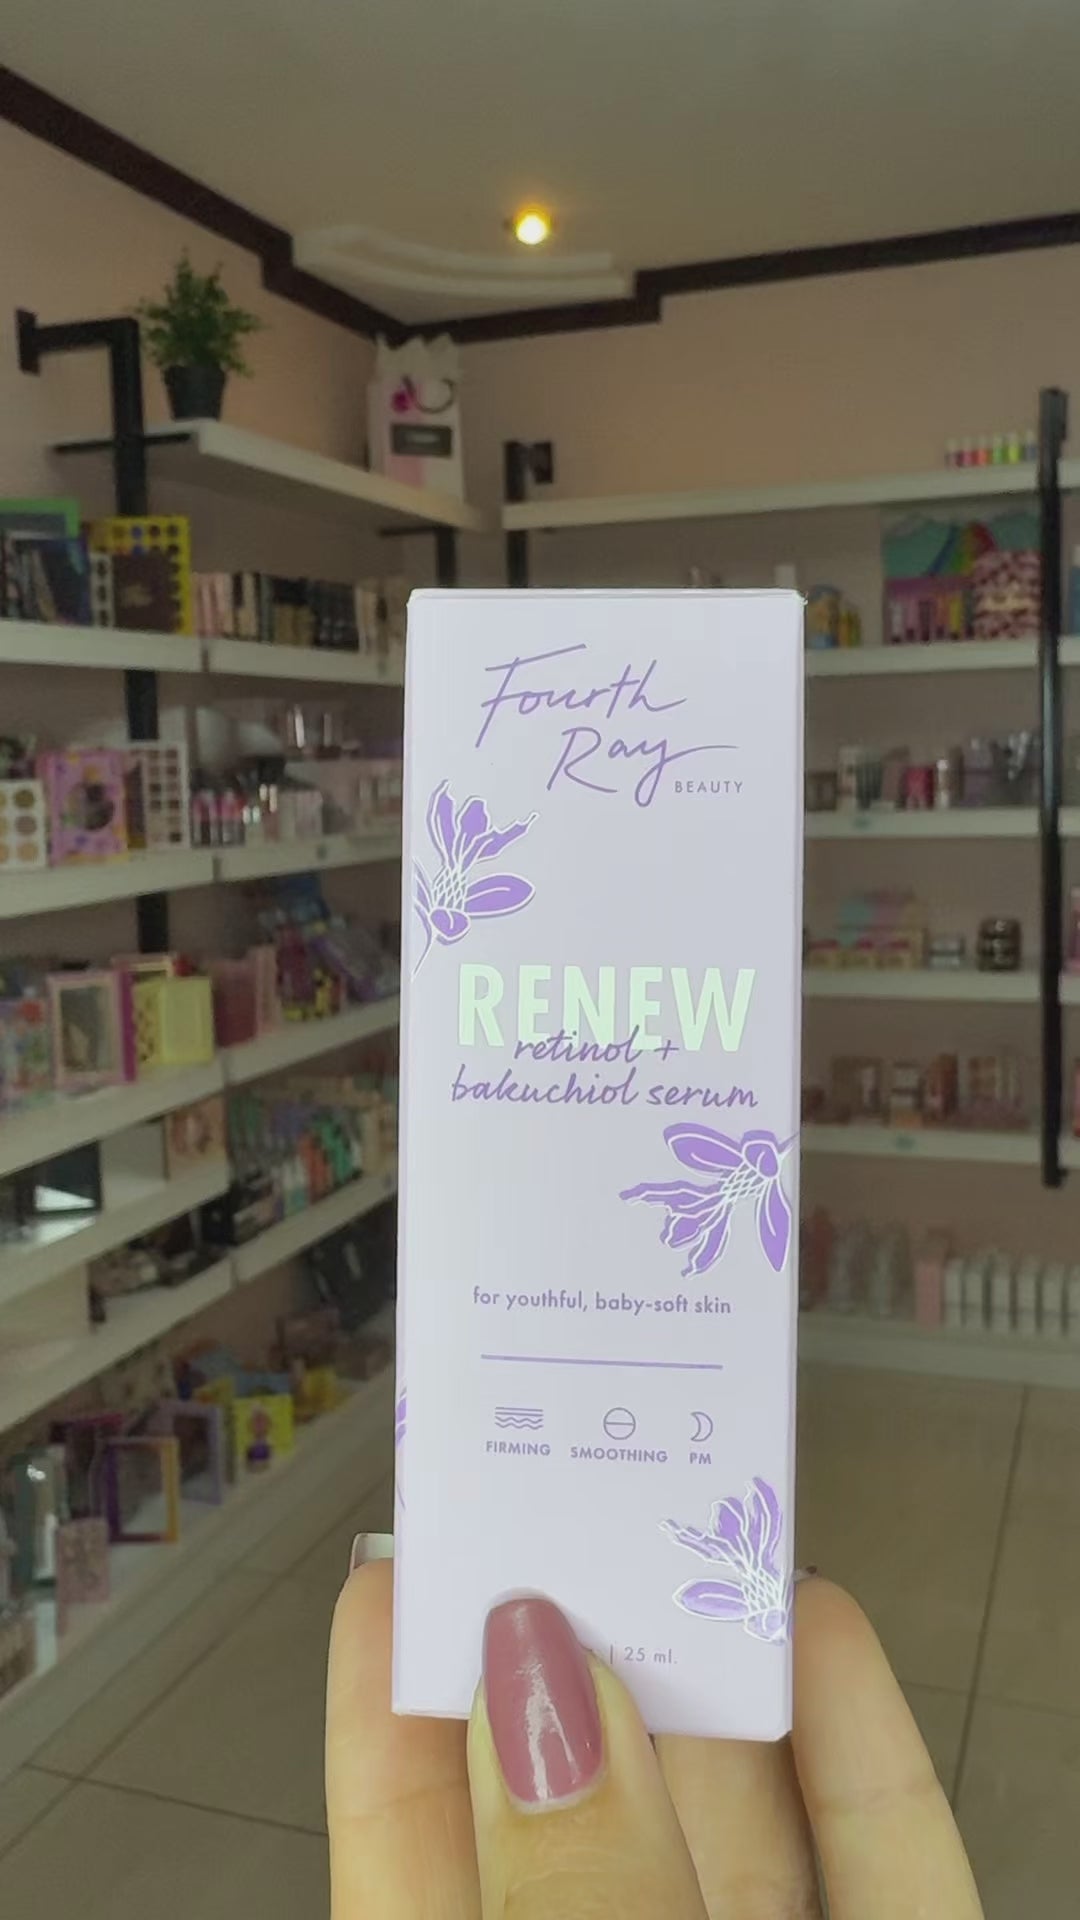 Fourth
Ray
BEAUTY
RENEW
retinol +
bakuchiol serum
for youthful, baby-soft skin
FIRMING SMOOTHING PM
| 25 ml.